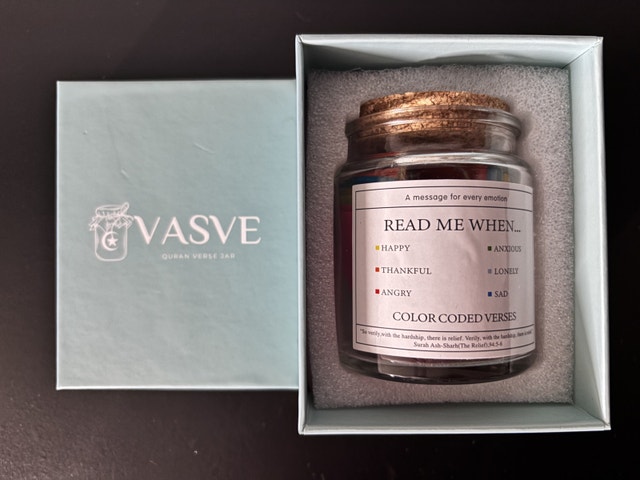 VASVE
QURAN VERSE JAR
A message for every emotion
READ ME WHEN...
HAPPY
ANXIOUS
THANKFUL
LONELY
ANGRY
SAD
COLOR CODED VERSES
"So verily, with the hardship, there is relief. Verily, with the hardship, there is relief"
Surah Ash-Sharh(The Relief),94:5-6